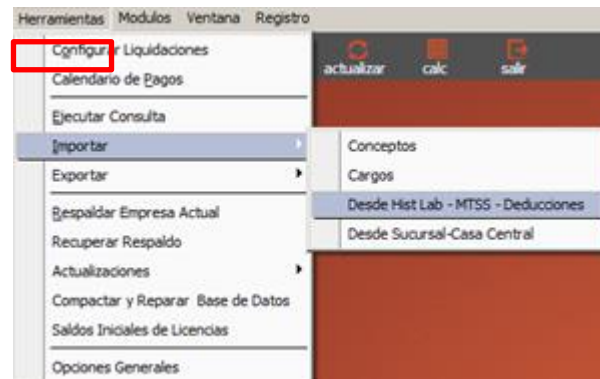 Herramientas Modulos Ventana Registro
Configurar Liquidaciones
Calendario de Pagos
Ejecutar Consulta
Importar
Exportar
Respaldar Empresa Actual
Recuperar Respaldo
Actualizaciones
Compactar y Reparar Base de Datos
Saldos Iniciales de Licencias
Opciones Generales
actualizar calc salir
Conceptos
Cargos
Desde Hist Lab - MTSS - Deducciones
Desde Sucursal-Casa Central